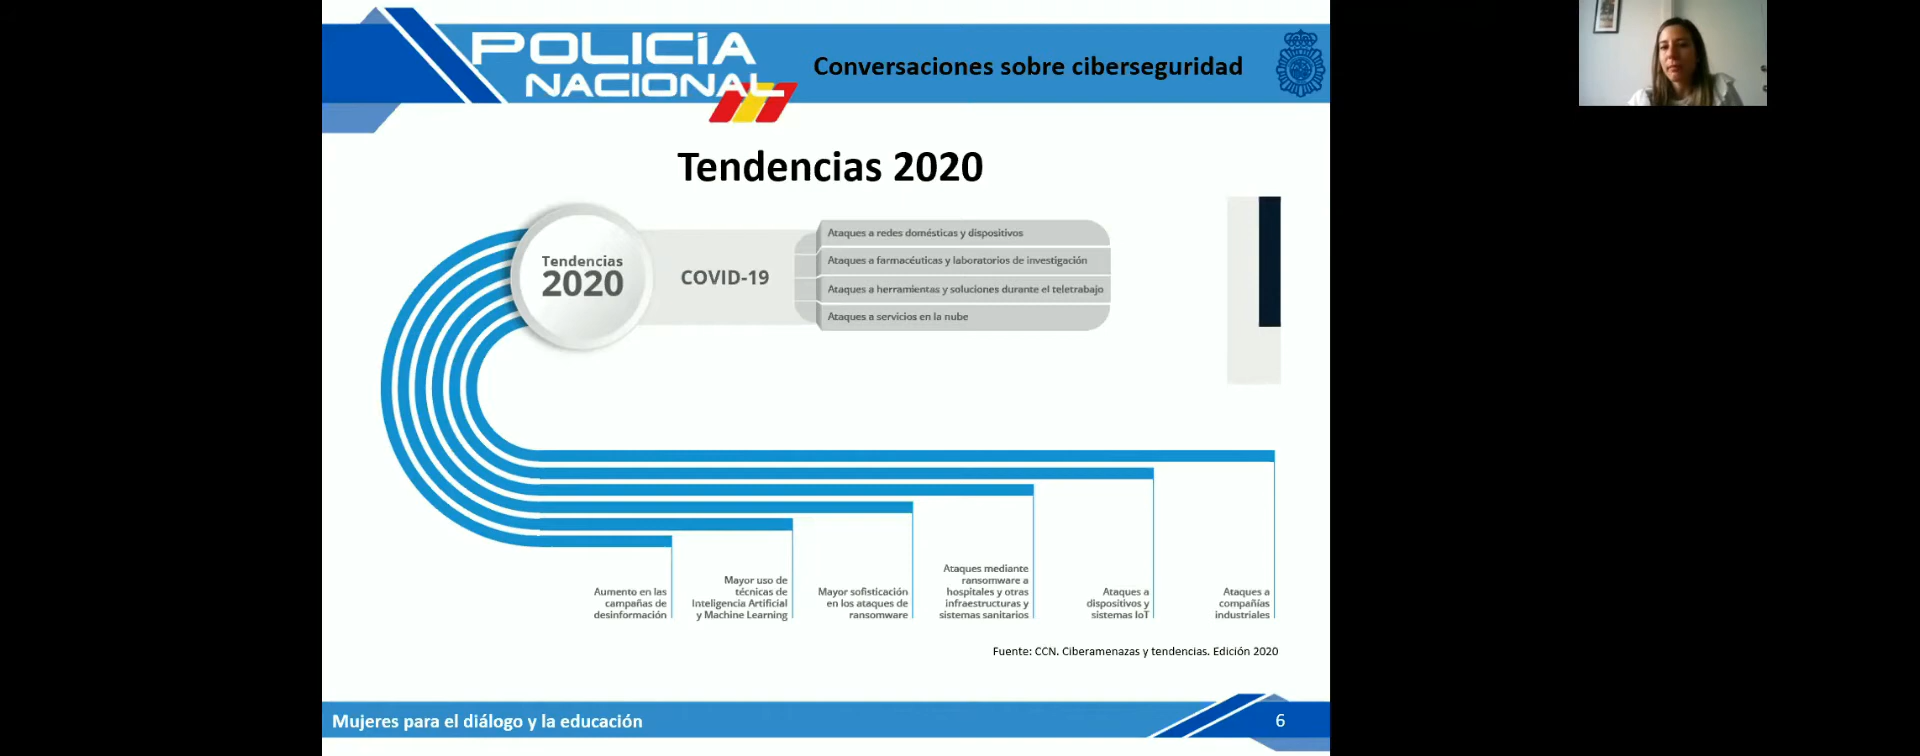 POLICÍA
NACIONAL
Conversaciones sobre ciberseguridad
Tendencias 2020
Tendencias
2020
COVID-19
Ataques a redes domésticas y dispositivos
Ataques a farmacéuticas y laboratorios de investigación
Ataques a herramientas y soluciones durante el teletrabajo
Ataques a servicios en la nube
Aumento en las
campañas de
desinformación
Mayor uso de
técnicas de
Inteligencia Artificial
y Machine Learning
Mayor sofisticación
en los ataques de
ransomware
Ataques mediante
ransomware a
hospitales y otras
infraestructuras y
sistemas sanitarios
Ataques a
dispositivos y
sistemas IoT
Ataques a
compañías
industriales
Fuente: CCN. Ciberamenazas y tendencias. Edición 2020
Mujeres para el diálogo y la educación
6